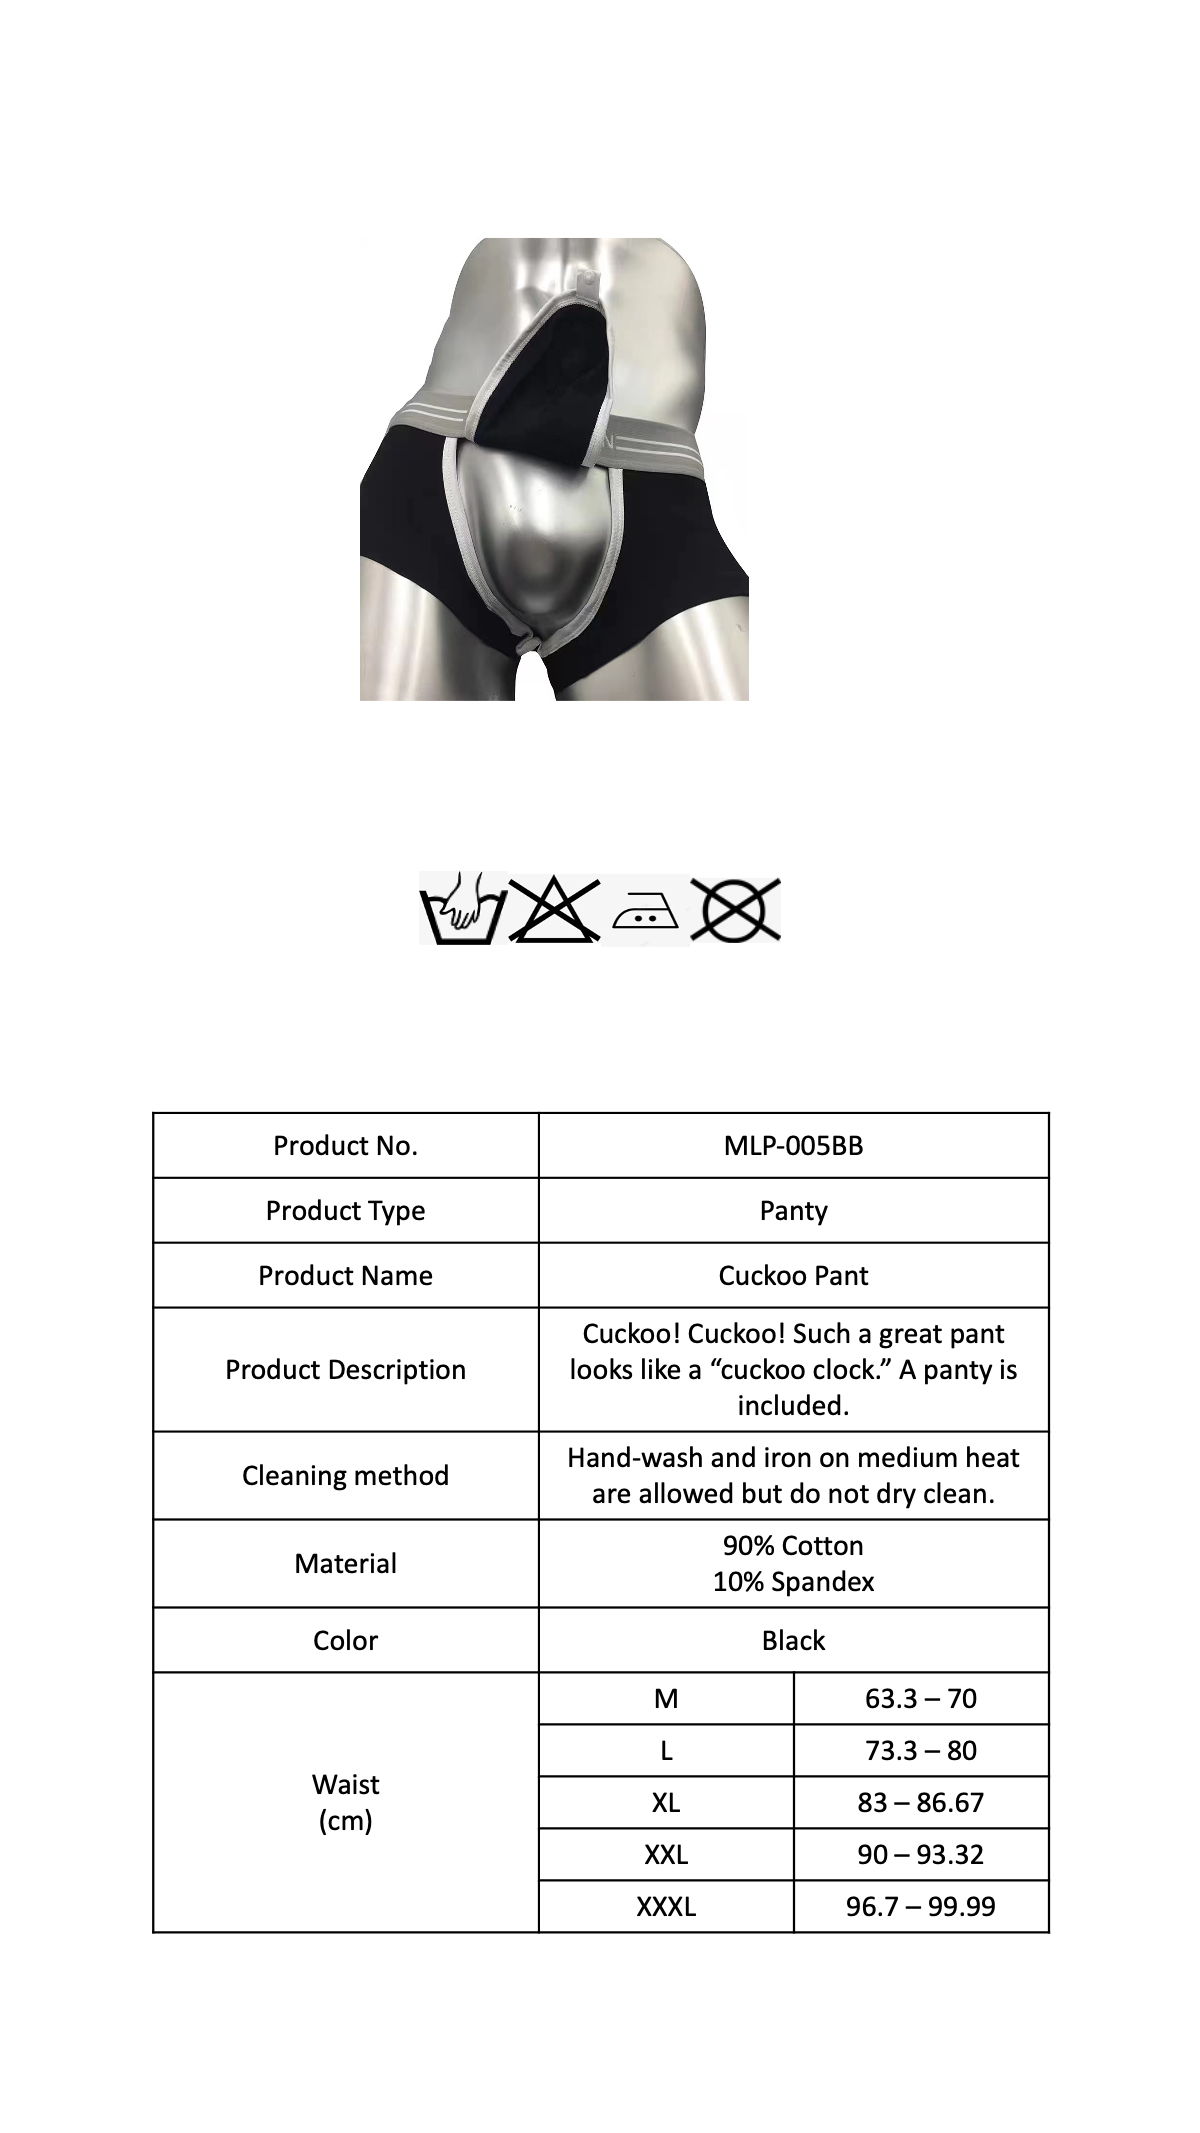 N
Product No. MLP-005BB
Product Type Panty
Product Name Cuckoo Pant
Product Description
Cuckoo! Cuckoo! Such a great pant
looks like a “cuckoo clock.” A panty is
included.
Cleaning method
Hand-wash and iron on medium heat
are allowed but do not dry clean.
Material
90% Cotton
10% Spandex
Color Black
Waist
(cm)
M 63.3 – 70
L 73.3 – 80
XL 83 – 86.67
XXL 90 – 93.32
XXXL 96.7 – 99.99